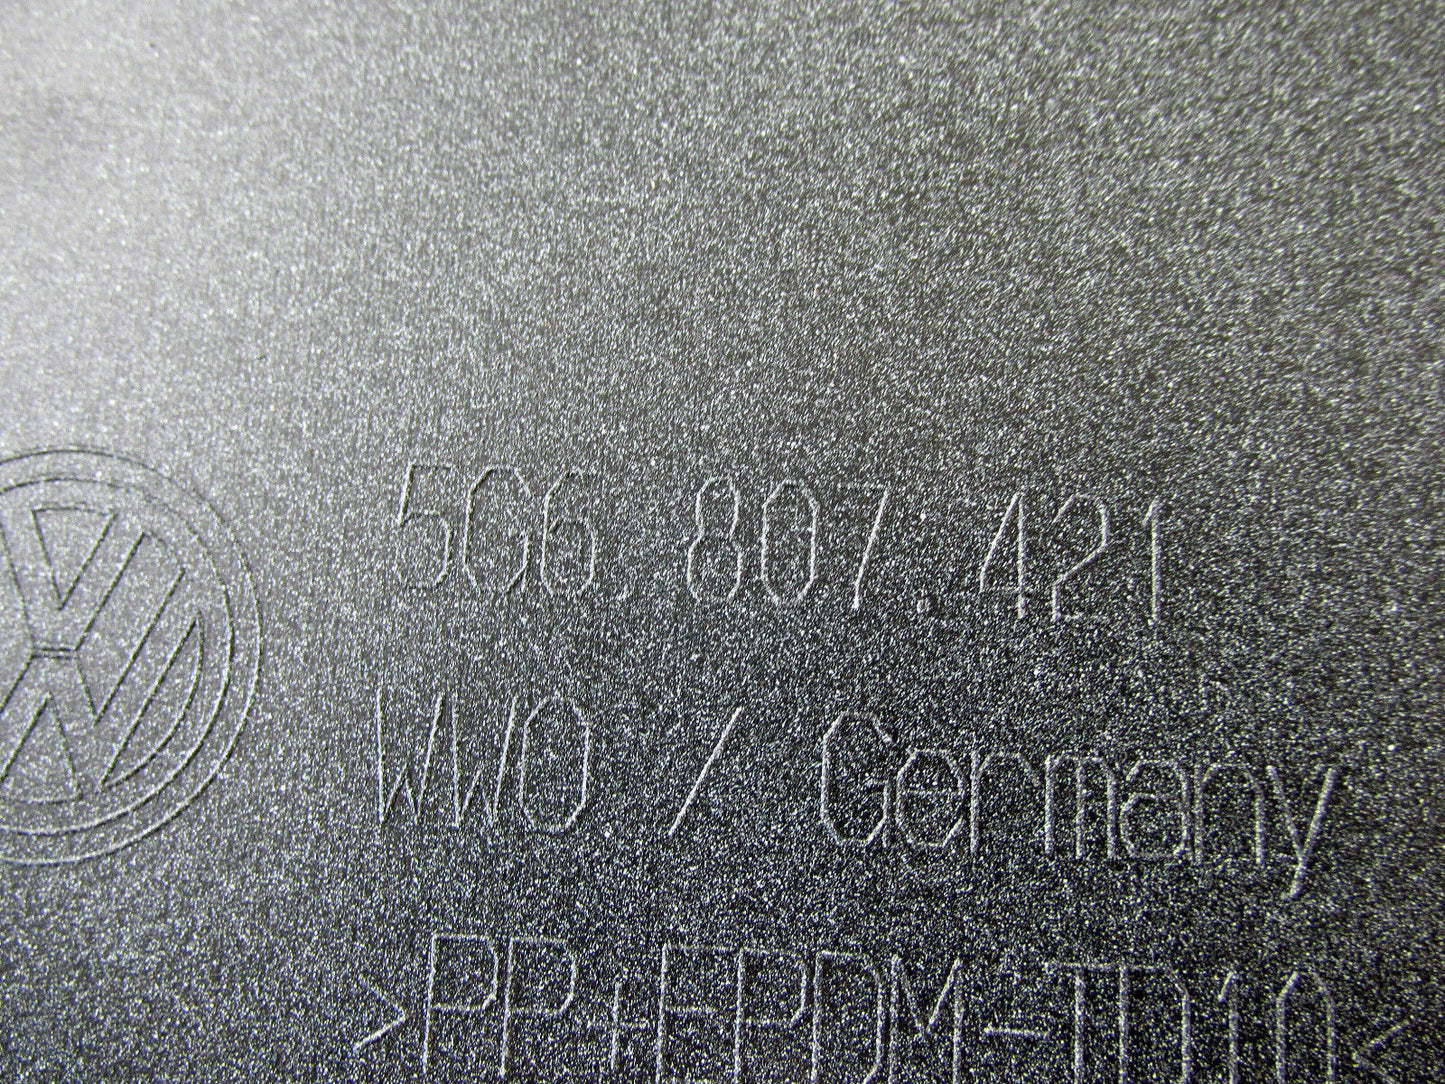 5G6.807.421
WWO / Germany
>PP+EPDM-TD10<